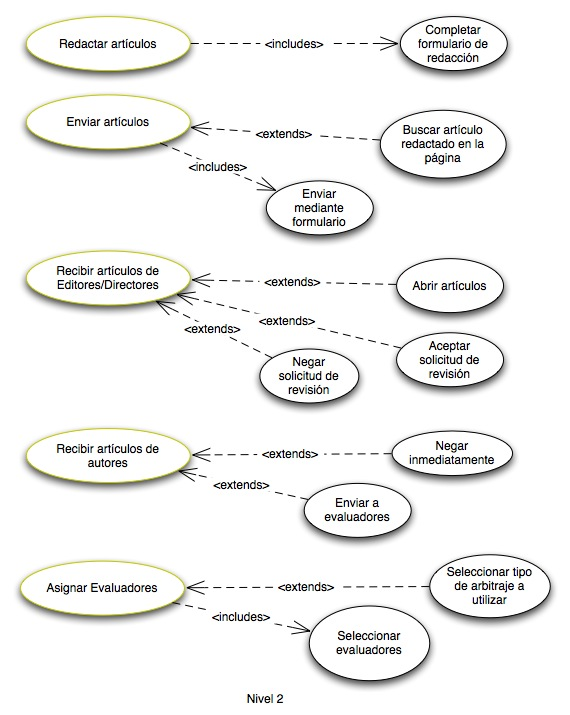 Redactar artículos
<includes>
Completar
formulario de
redacción
Enviar artículos
<extends>
Buscar artículo
redactado en la
página
<includes>
Enviar
mediante
formulario
Recibir artículos de
Editores/Directores
<extends>
Abrir artículos
<extends>
Aceptar
solicitud de
revisión
<extends>
Negar
solicitud de
revisión
Recibir artículos de
autores
<extends>
Negar
inmediatamente
<extends>
Enviar a
evaluadores
Asignar Evaluadores
<extends>
Seleccionar tipo
de arbitraje a
utilizar
<includes>
Seleccionar
evaluadores
Nivel 2